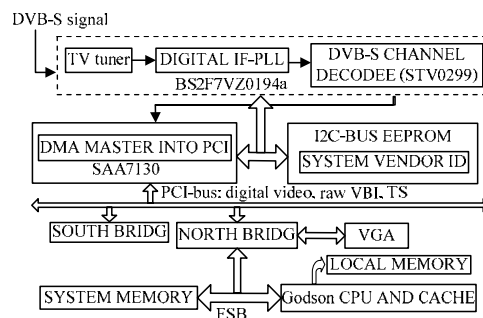 DVB-S signal
TV tuner
DIGITAL IF-PLL
DVB-S CHANNEL
DECODEE (STV0299)
BS2F7VZ0194a
DMA MASTER INTO PCI
SAA7130
I2C-BUS EEPROM
SYSTEM VENDOR ID
PCI-bus: digital video, raw VBI, TS
SOUTH BRIDG
NORTH BRIDG
VGA
LOCAL MEMORY
SYSTEM MEMORY
FSB
Godson CPU AND CACHE